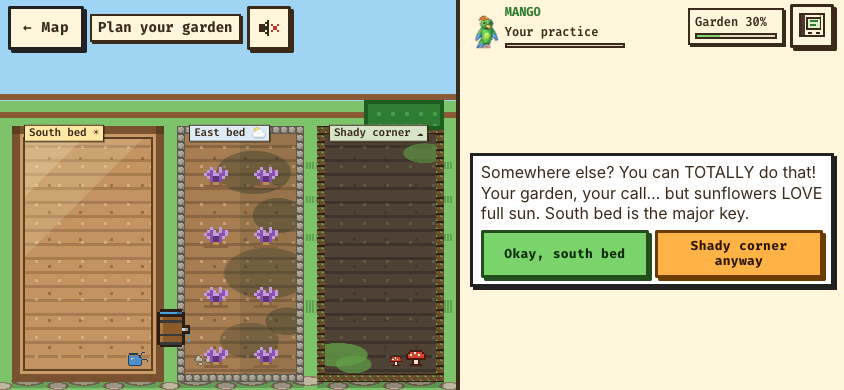 ← Map
Plan your garden
MANGO
Your practice
Garden 30%
South bed ☀
East bed ⛅
Shady corner ☁
Somewhere else? You can TOTALLY do that!
Your garden, your call... but sunflowers LOVE
full sun. South bed is the major key.
Okay, south bed
Shady corner
anyway